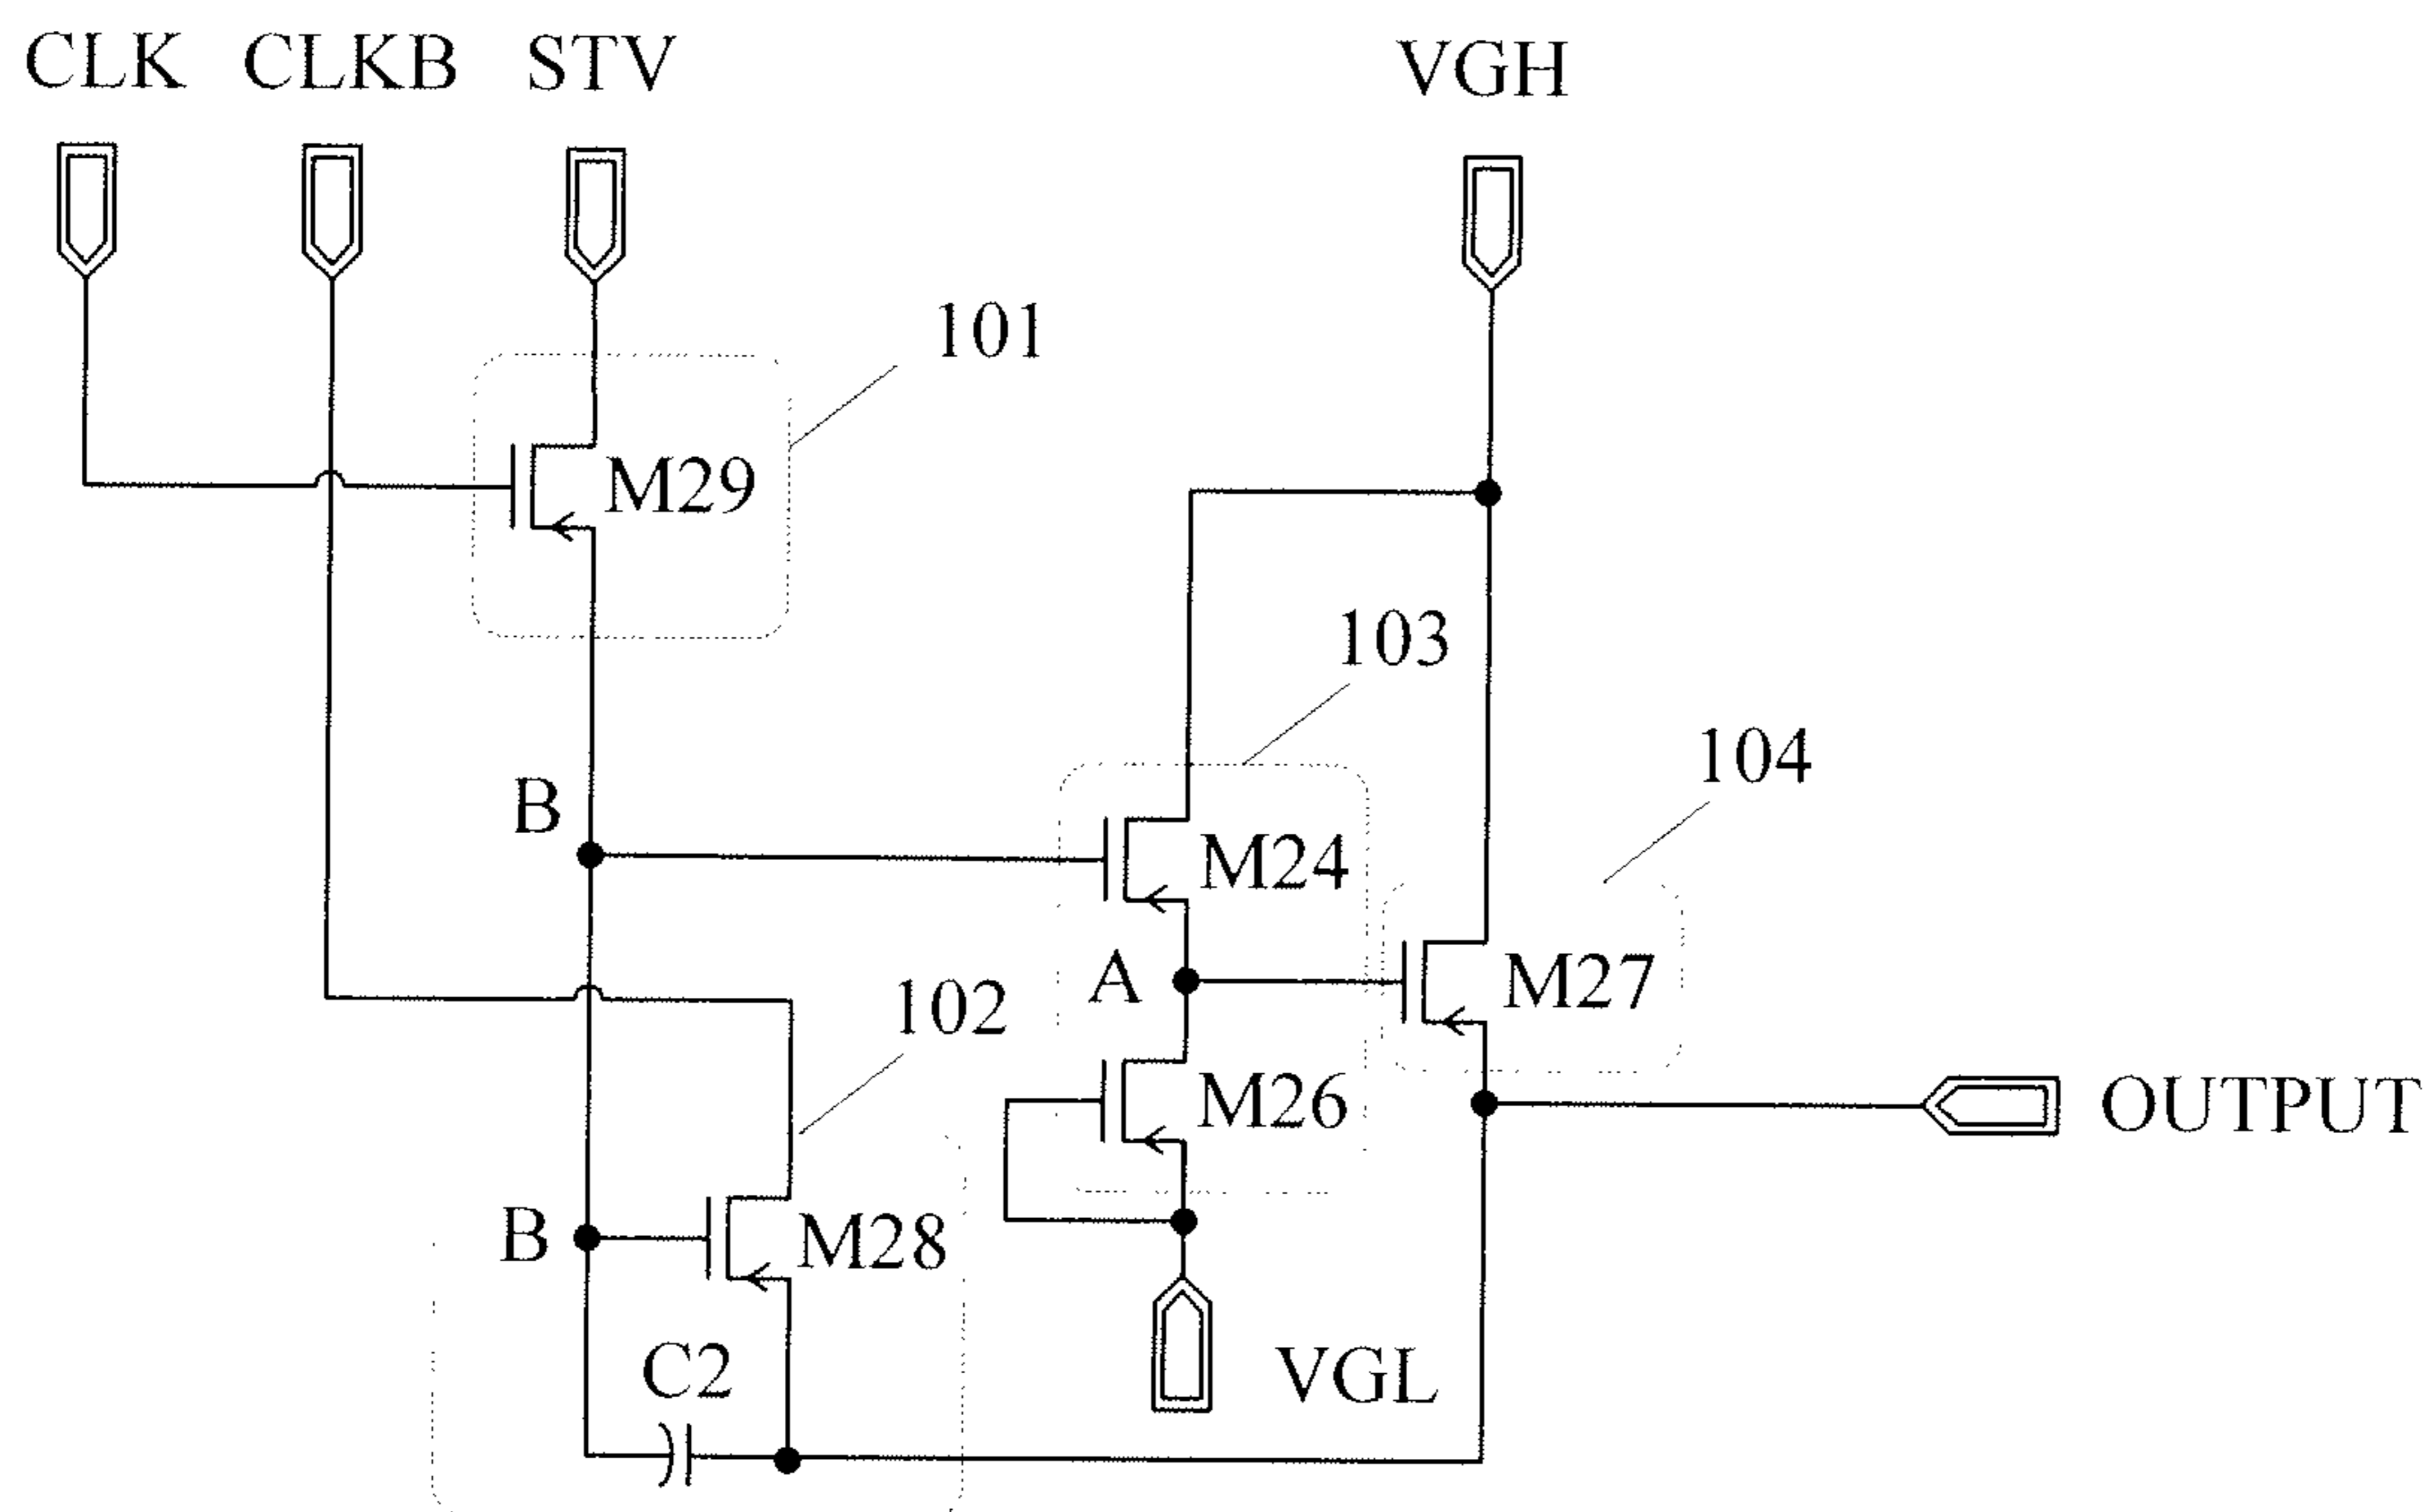 CLK
CLKB
STV
VGH
101
M29
103
104
B
M24
A
M27
102
M26
OUTPUT
B
M28
C2
VGL